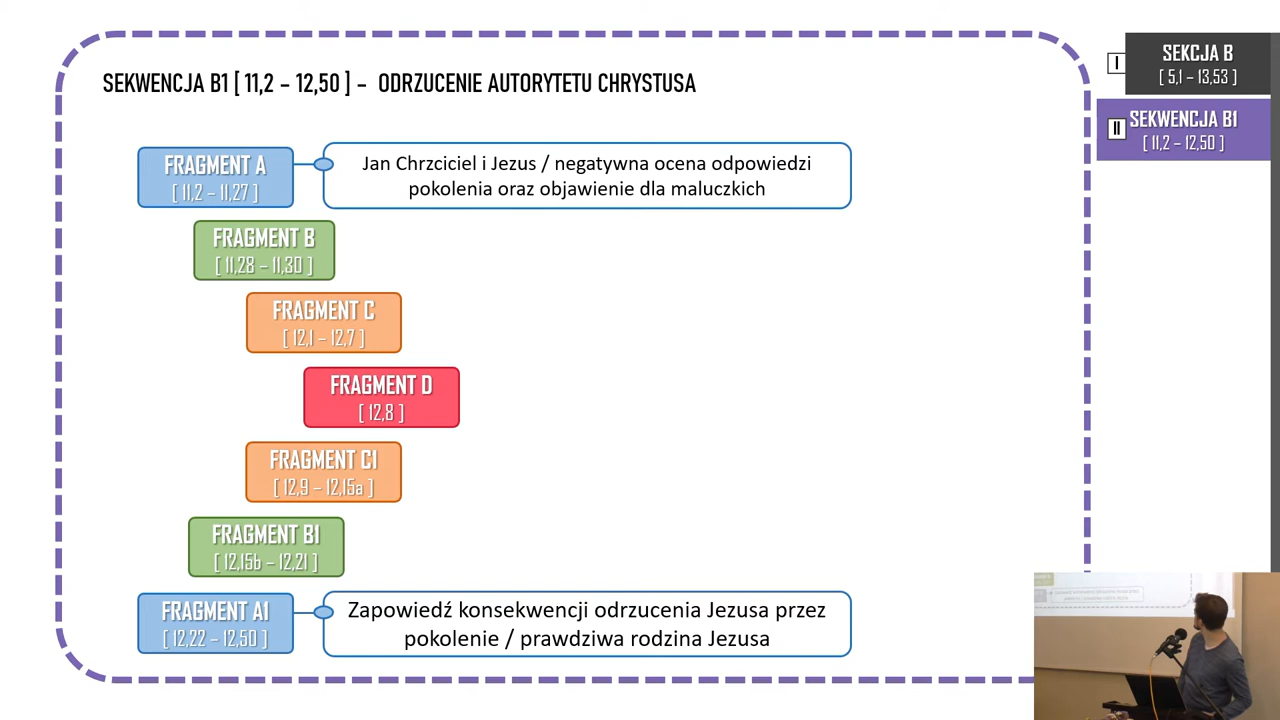 SEKWENCJA B1 [ 11,2 – 12,50 ] – ODRZUCENIE AUTORYTETU CHRYSTUSA
I
SEKCJA B
[ 5,1 – 13,53 ]
II
SEKWENCJA B1
[ 11,2 – 12,50 ]
FRAGMENT A
[ 11,2 – 11,27 ]
Jan Chrzciciel i Jezus / negatywna ocena odpowiedzi
pokolenia oraz objawienie dla maluczkich
FRAGMENT B
[ 11,28 – 11,30 ]
FRAGMENT C
[ 12,1 – 12,7 ]
FRAGMENT D
[ 12,8 ]
FRAGMENT C1
[ 12,9 – 12,15a ]
FRAGMENT B1
[ 12,15b – 12,21 ]
FRAGMENT A1
[ 12,22 – 12,50 ]
Zapowiedź konsekwencji odrzucenia Jezusa przez
pokolenie / prawdziwa rodzina Jezusa